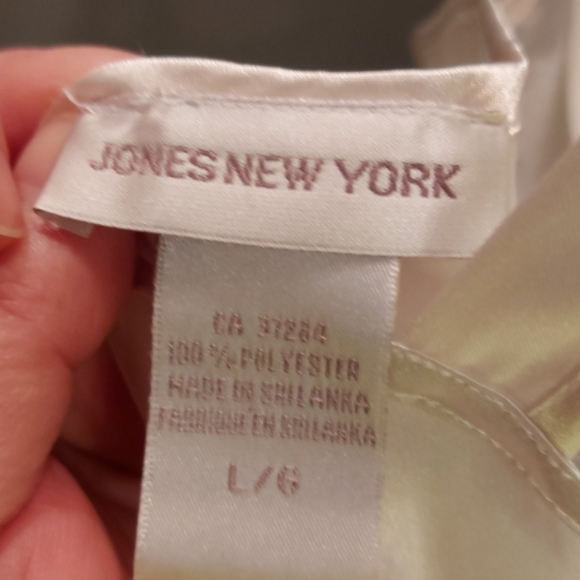 JONES NEW YORK
CA 37284
100% POLYESTER
MADE IN SRI LANKA
FABRIQUÉ EN SRI LANKA
L/G